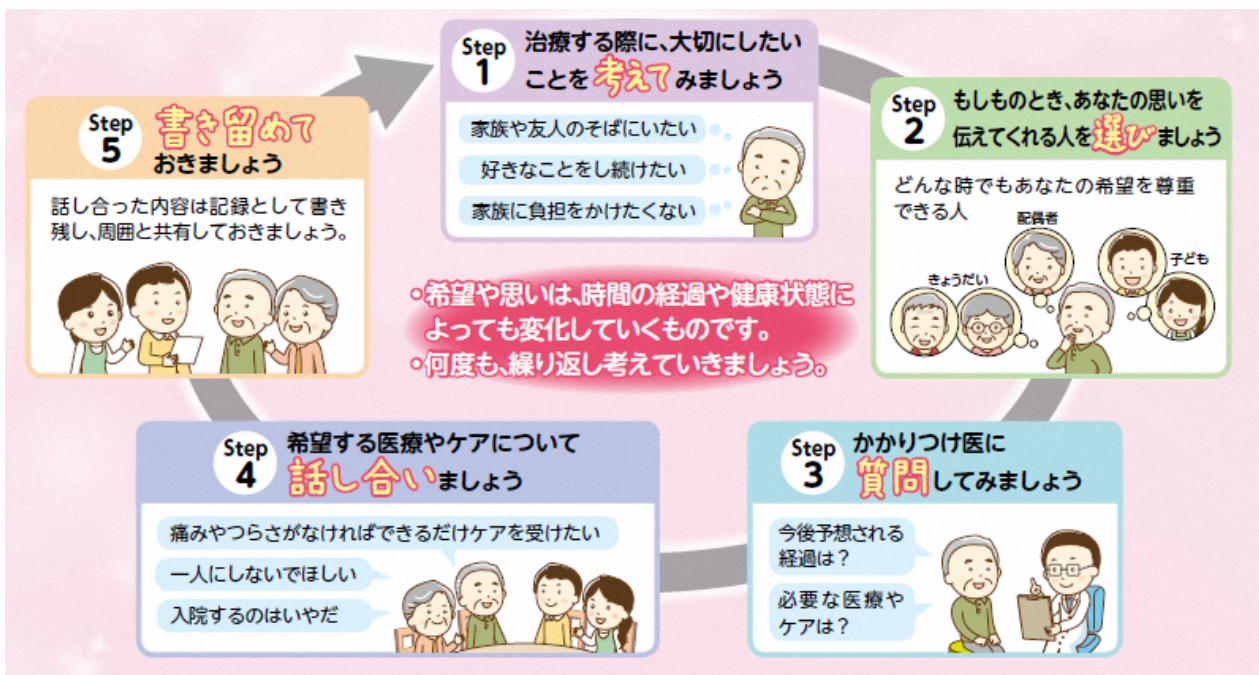 Step
1
治療する際に、大切にしたい
ことを考えてみましょう
家族や友人のそばにいたい
好きなことをし続けたい
家族に負担をかけたくない
Step
2
もしものとき、あなたの思いを
伝えてくれる人を選びましょう
どんな時でもあなたの希望を尊重
できる人
配偶者
子ども
きょうだい
Step
3
かかりつけ医に
質問してみましょう
今後予想される
経過は？
必要な医療や
ケアは？
Step
4
希望する医療やケアについて
話し合いましょう
痛みやつらさがなければできるだけケアを受けたい
一人にしないでほしい
入院するのはいやだ
Step
5
書き留めて
おきましょう
話し合った内容は記録として書き
残し、周囲と共有しておきましょう。
・希望や思いは、時間の経過や健康状態に
よっても変化していくものです。
・何度も、繰り返し考えていきましょう。